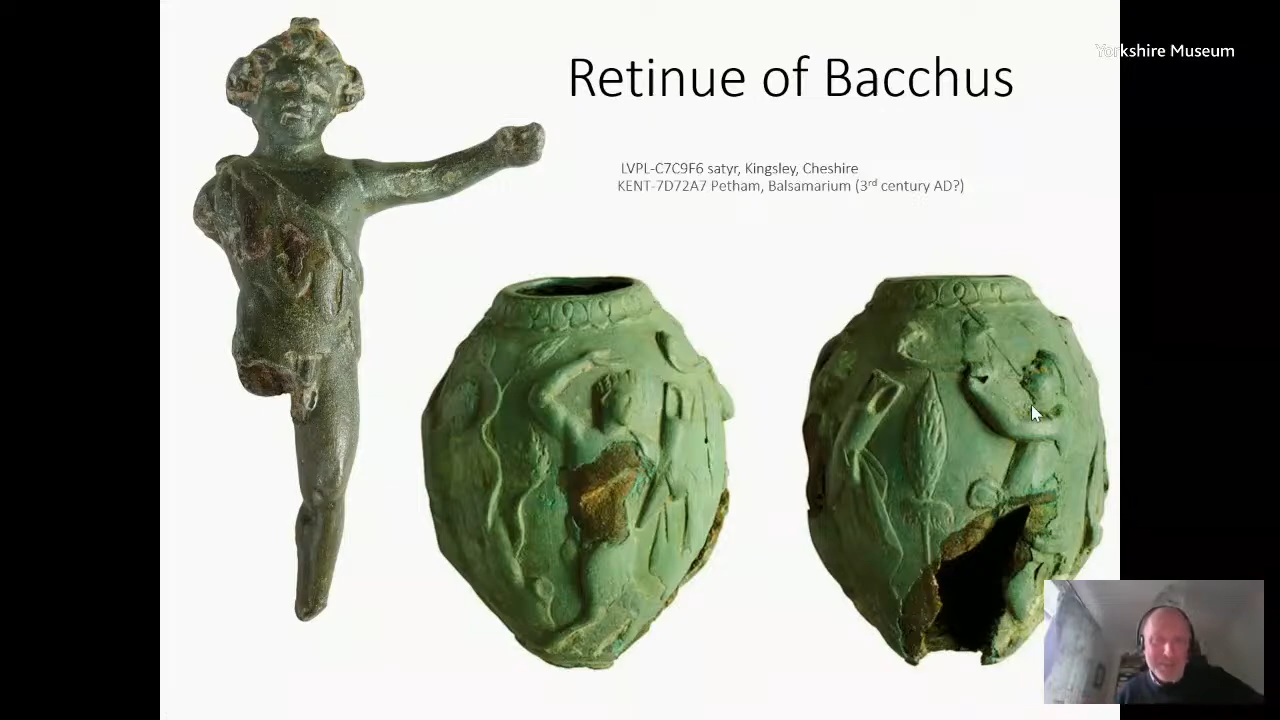 Yorkshire Museum
Retinue of Bacchus
LVPL-C7C9F6 satyr, Kingsley, Cheshire
KENT-7D72A7 Petham, Balsamarium (3rd century AD?)